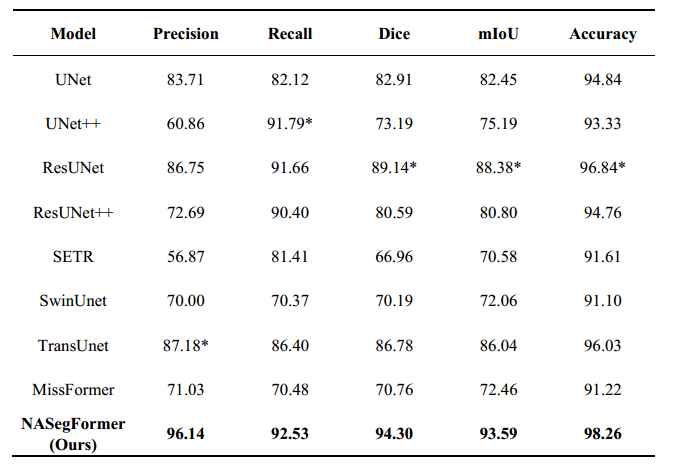 Model Precision Recall Dice mIoU Accuracy
UNet 83.71 82.12 82.91 82.45 94.84
UNet++ 60.86 91.79* 73.19 75.19 93.33
ResUNet 86.75 91.66 89.14* 88.38* 96.84*
ResUNet++ 72.69 90.40 80.59 80.80 94.76
SETR 56.87 81.41 66.96 70.58 91.61
SwinUnet 70.00 70.37 70.19 72.06 91.10
TransUnet 87.18* 86.40 86.78 86.04 96.03
MissFormer 71.03 70.48 70.76 72.46 91.22
NASegFormer
(Ours) 96.14 92.53 94.30 93.59 98.26